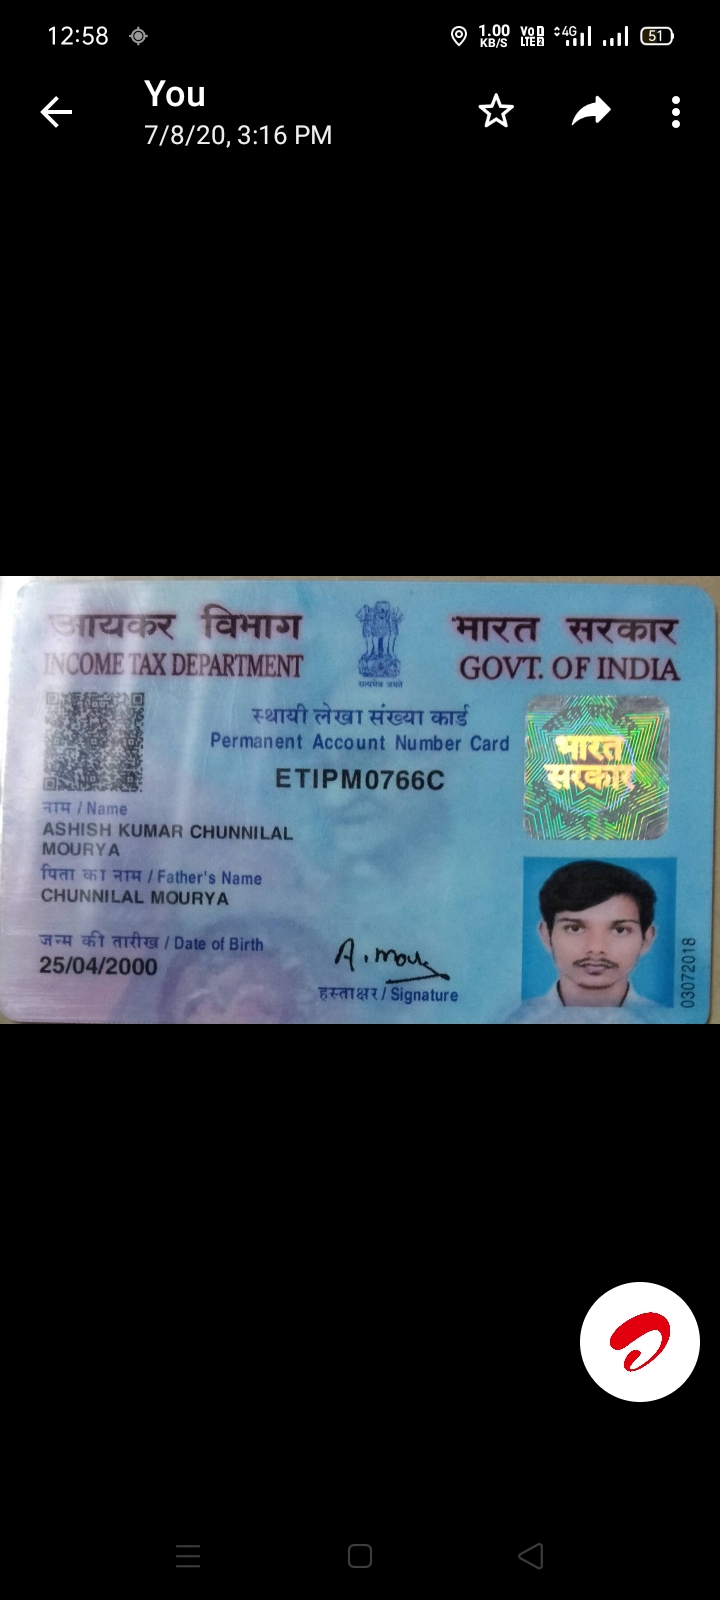 12:58
1.00
KB/S
VoD
LTE2
4G
51
You
7/8/20, 3:16 PM
आयकर विभाग
INCOME TAX DEPARTMENT
भारत सरकार
GOVT. OF INDIA
सत्यमेव जयते
स्थायी लेखा संख्या कार्ड
Permanent Account Number Card
ETIPM0766C
भारत
सरकार
नाम / Name
ASHISH KUMAR CHUNNILAL
MOURYA
पिता का नाम / Father's Name
CHUNNILAL MOURYA
जन्म की तारीख / Date of Birth
25/04/2000
हस्ताक्षर / Signature
03072018